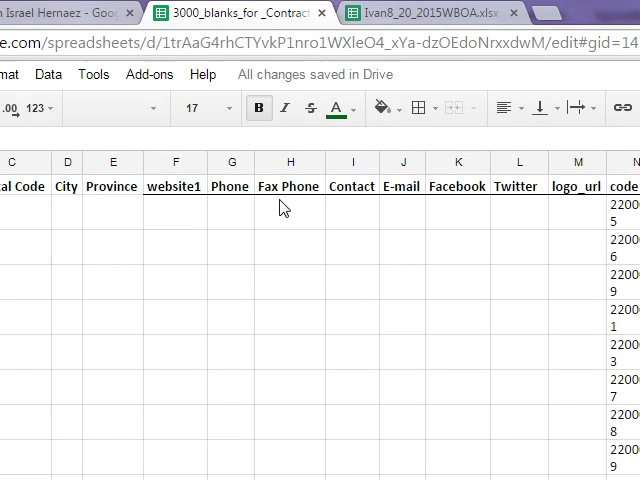 n Israel Hernaez - Goog
3000_blanks_for _Contract
Ivan8_20_2015WBOA.xlsx
e.com/spreadsheets/d/1trAaG4rhCTYvkP1nro1WXleO4_xYa-dzOEdoNrxxdwM/edit#gid=14
mat Data Tools Add-ons Help All changes saved in Drive
.00 123 17 B I S A
C D E F G H I J K L M N
al Code City Province website1 Phone Fax Phone Contact E-mail Facebook Twitter logo_url code
2200
5
2200
6
2200
9
2200
1
2200
3
2200
7
2200
8
2200
9